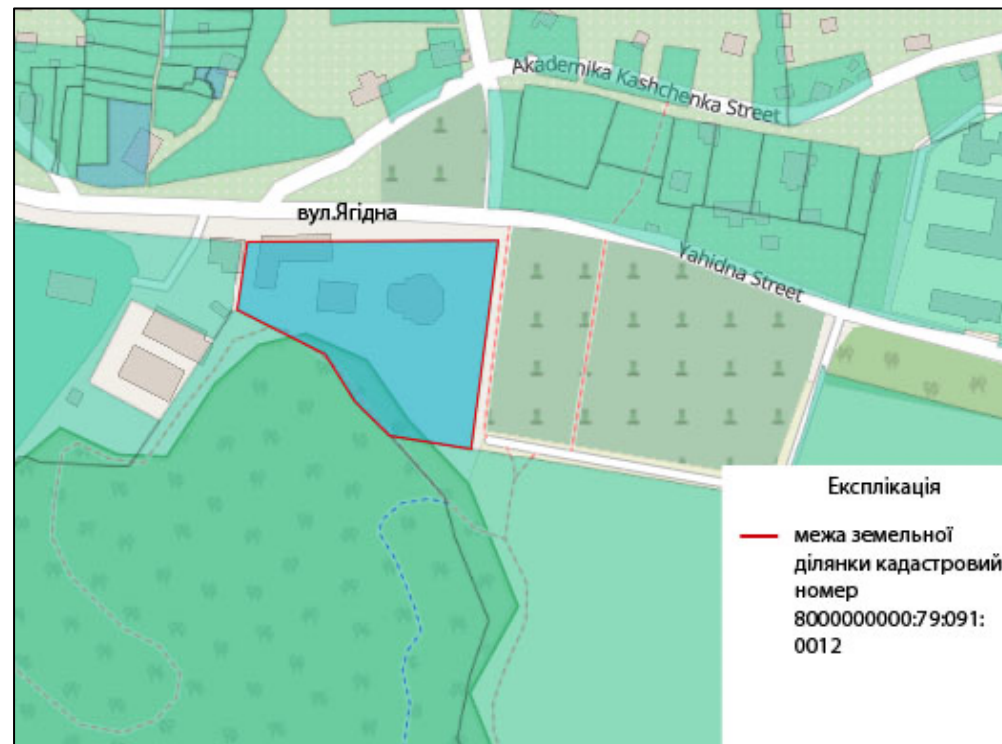 Akademika Kashchenka Street
вул.Ягідна
Yahidna Street
Експлікація
межа земельної
ділянки кадастровий
номер
8000000000:79:091:
0012